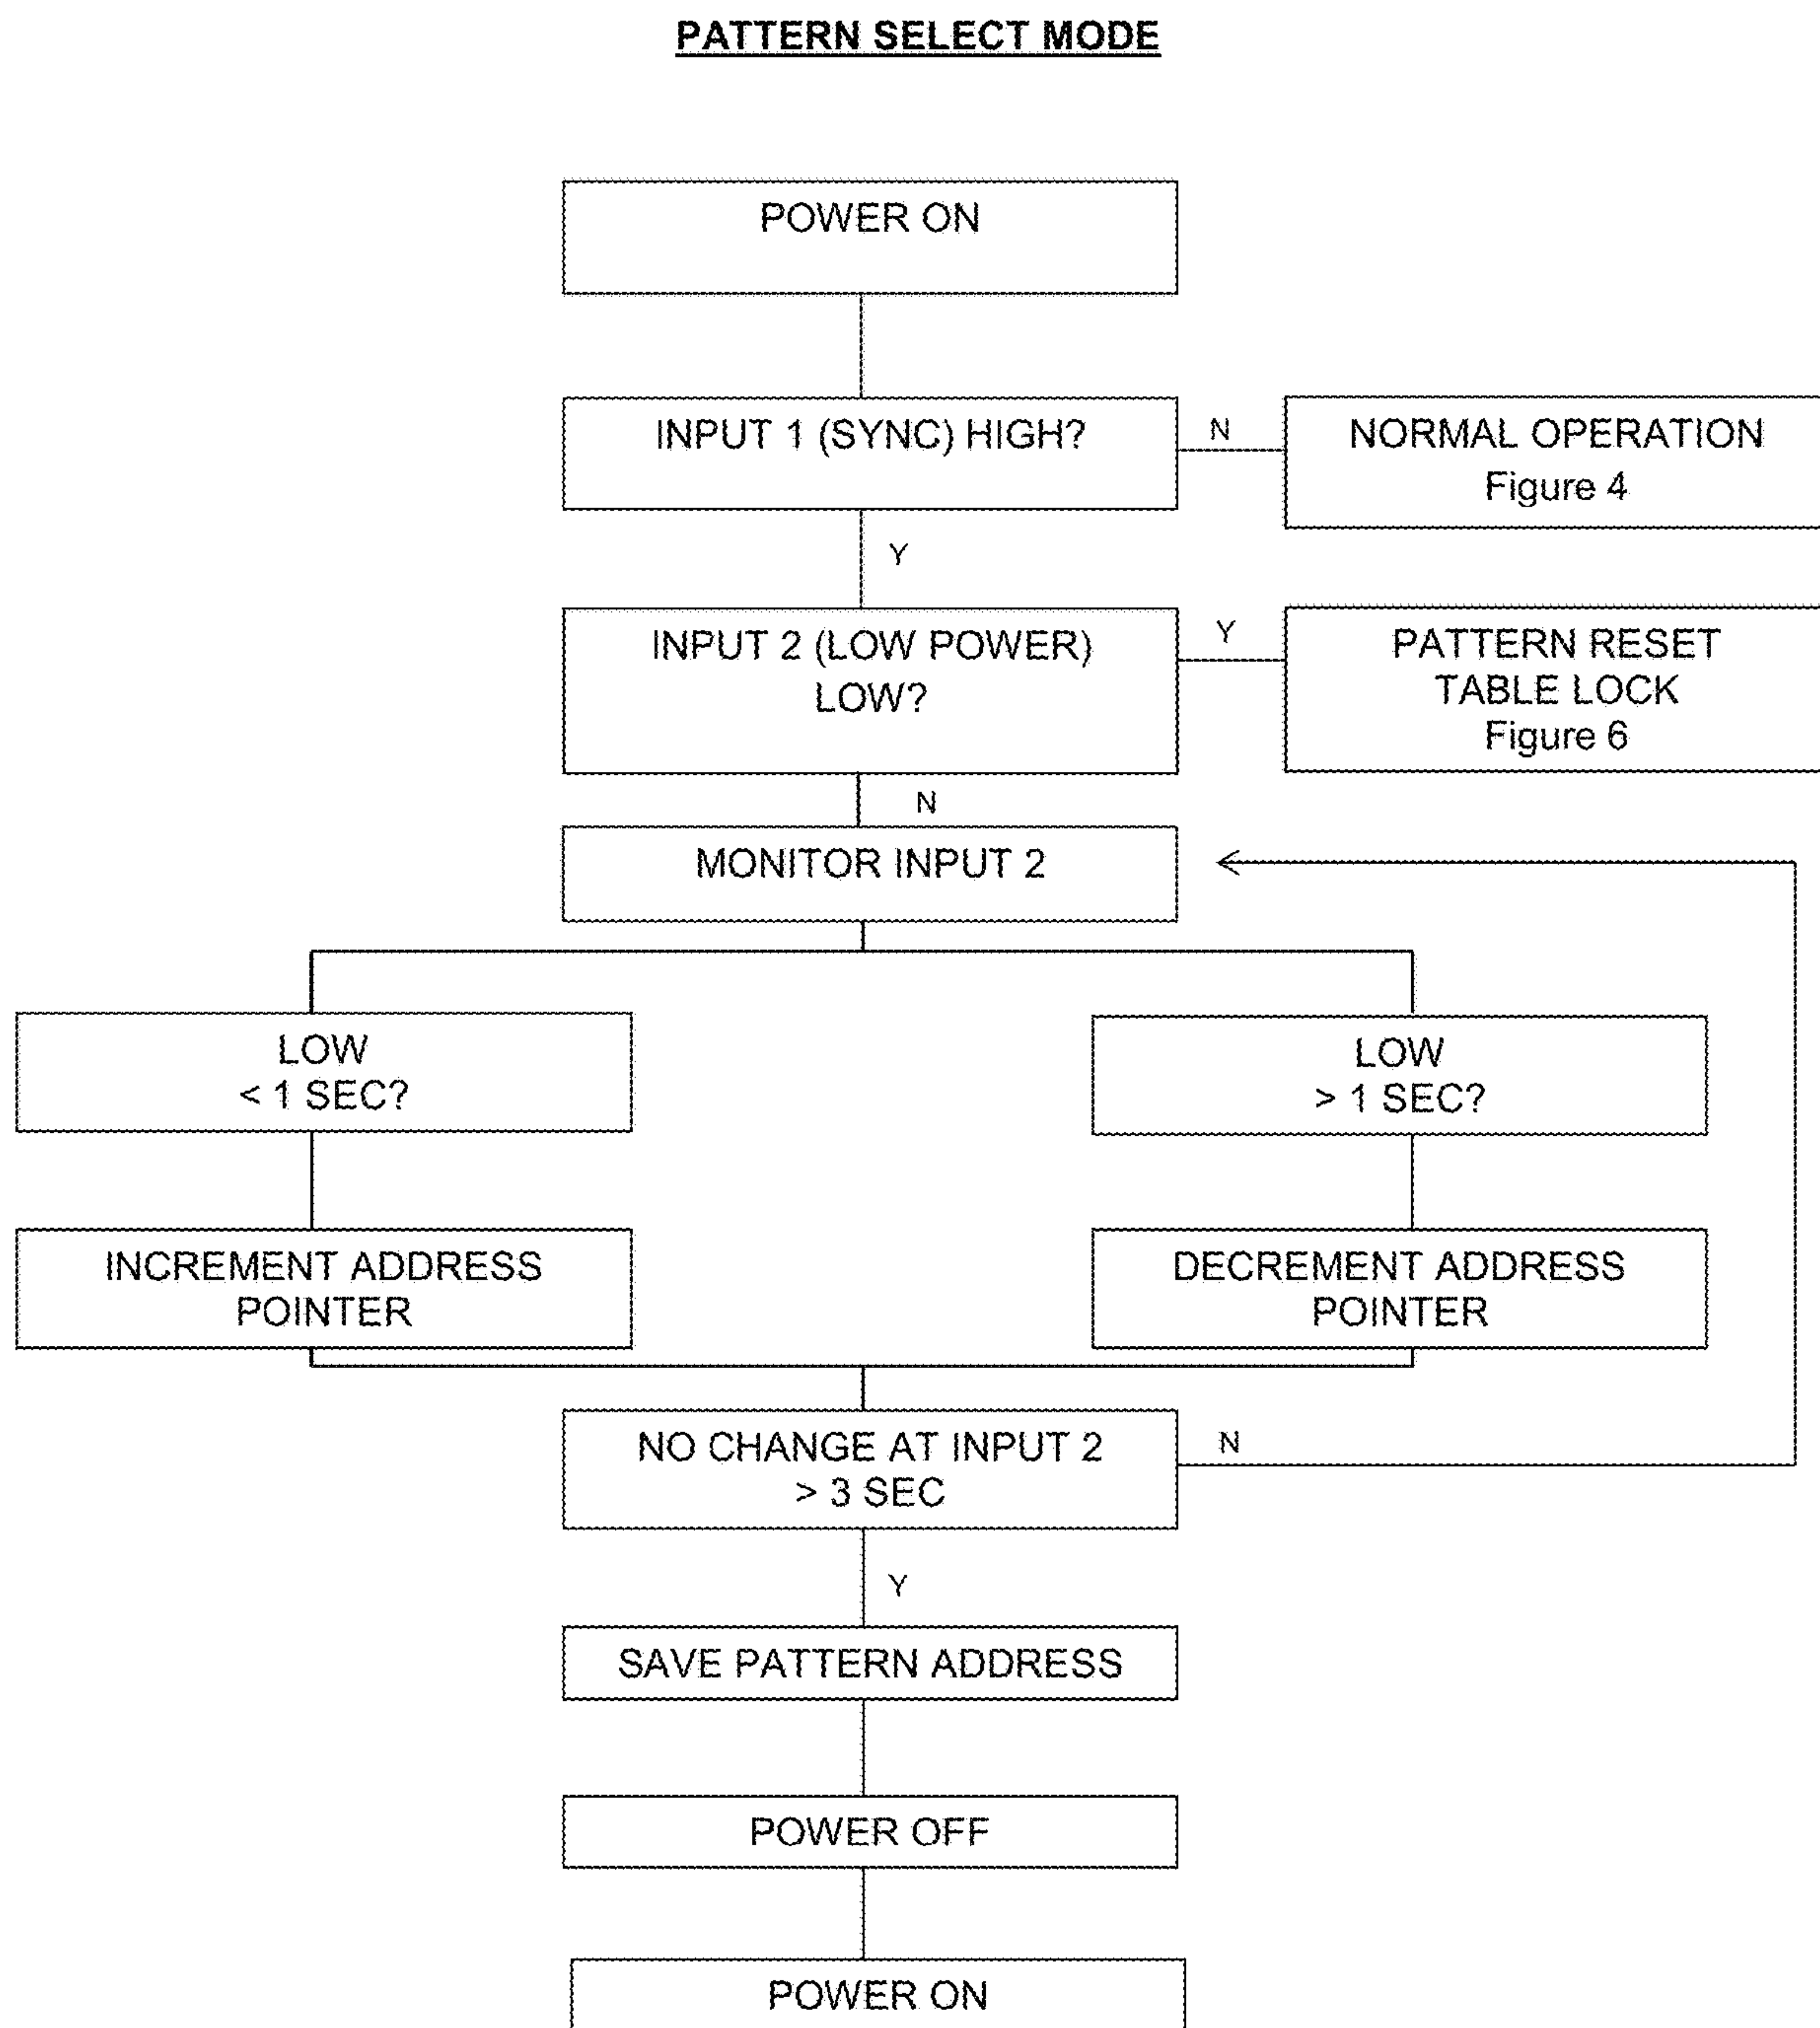 PATTERN SELECT MODE
POWER ON
INPUT 1 (SYNC) HIGH?
N
NORMAL OPERATION
Figure 4
Y
INPUT 2 (LOW POWER)
LOW?
Y
PATTERN RESET
TABLE LOCK
Figure 6
N
MONITOR INPUT 2
LOW
< 1 SEC?
LOW
> 1 SEC?
INCREMENT ADDRESS
POINTER
DECREMENT ADDRESS
POINTER
NO CHANGE AT INPUT 2
> 3 SEC
N
Y
SAVE PATTERN ADDRESS
POWER OFF
POWER ON